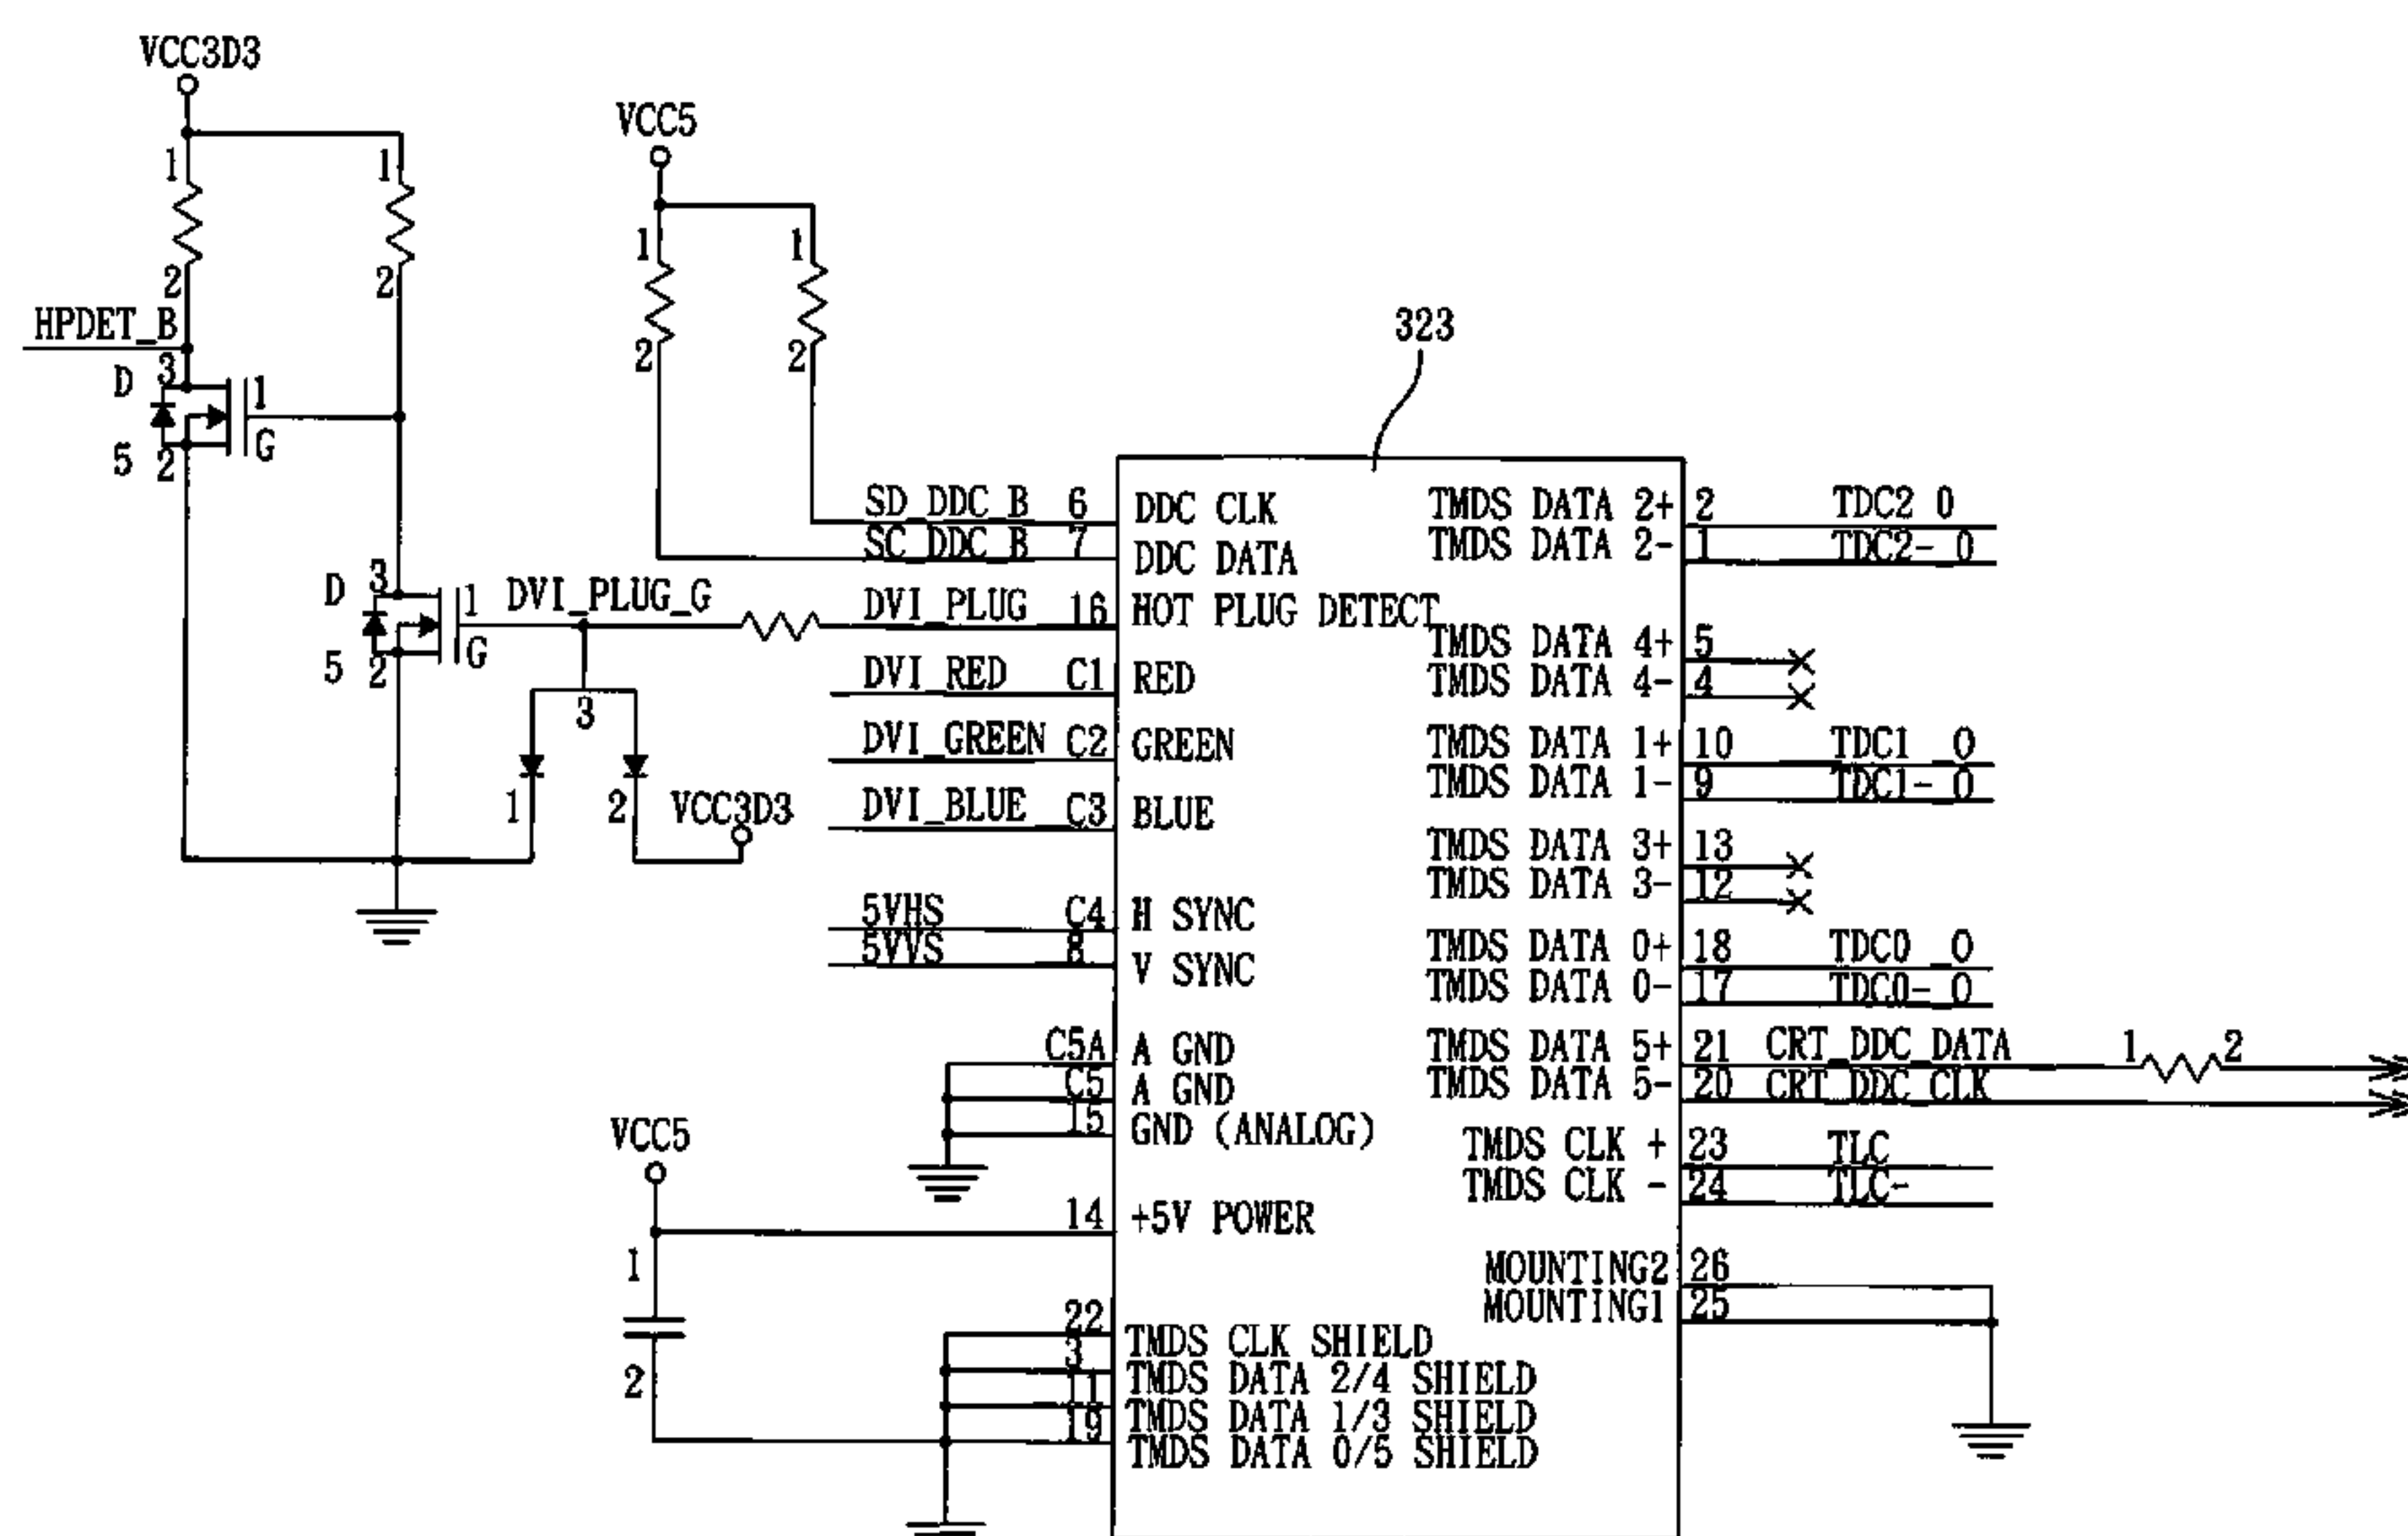 VCC3D3
1
1
2
2
HPDET_B
D 3
5 2
1
G
VCC5
1
1
2
2
D 3
5 2
1
G
DVI_PLUG_G
3
1
2
VCC3D3
323
SD_DDC_B 6 DDC CLK
SC_DDC_B 7 DDC DATA
DVI_PLUG 16 HOT PLUG DETECT
DVI_RED C1 RED
DVI_GREEN C2 GREEN
DVI_BLUE C3 BLUE
5VHS C4 H SYNC
5VVS 8 V SYNC
C5A A GND
C5 A GND
15 GND (ANALOG)
VCC5
14 +5V POWER
1
2
22 TMDS CLK SHIELD
3 TMDS DATA 2/4 SHIELD
11 TMDS DATA 1/3 SHIELD
19 TMDS DATA 0/5 SHIELD
TMDS DATA 2+ 2 TDC2_0
TMDS DATA 2- 1 TDC2-_0
TMDS DATA 4+ 5
TMDS DATA 4- 4
TMDS DATA 1+ 10 TDC1_0
TMDS DATA 1- 9 TDC1-_0
TMDS DATA 3+ 13
TMDS DATA 3- 12
TMDS DATA 0+ 18 TDC0_0
TMDS DATA 0- 17 TDC0-_0
TMDS DATA 5+ 21 CRT_DDC_DATA 1 2
TMDS DATA 5- 20 CRT_DDC_CLK
TMDS CLK + 23 TLC
TMDS CLK - 24 TLC-
MOUNTING2 26
MOUNTING1 25